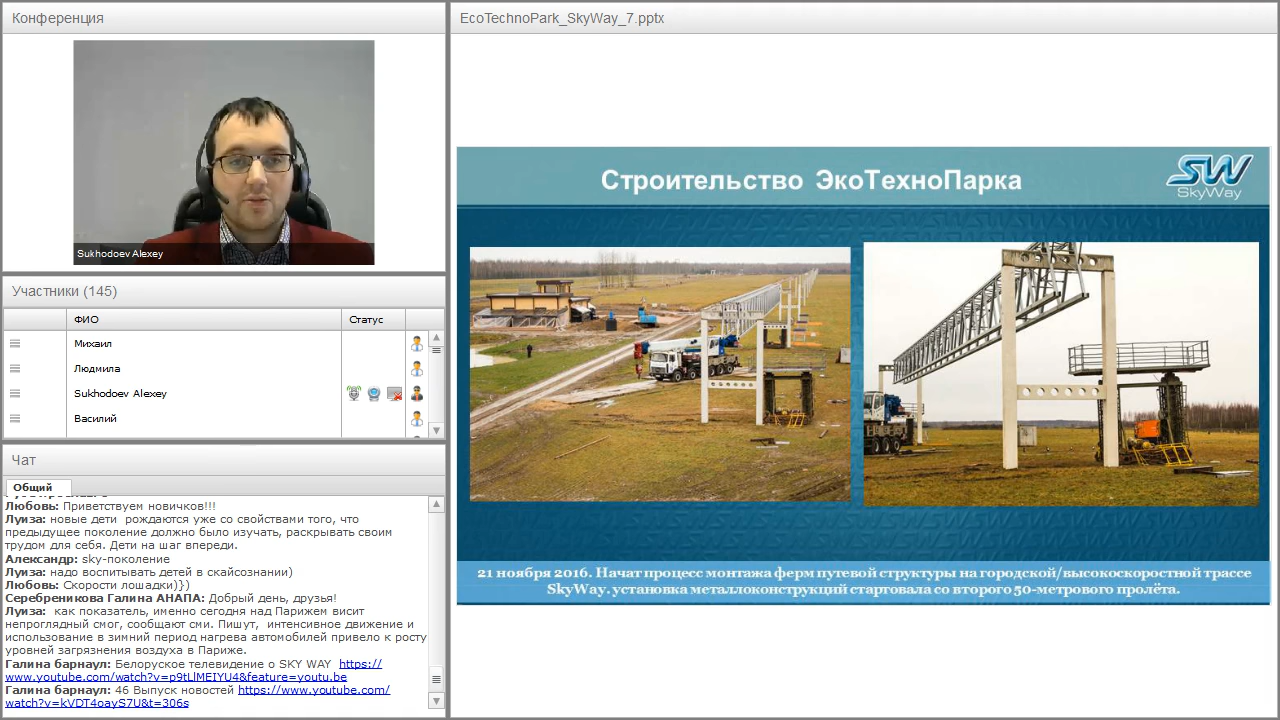 Конференция
Sukhodoev Alexey
Участники (145)
ФИО
Статус
Михаил
Людмила
Sukhodoev Alexey
Василий
Чат
Общий
Любовь: Приветствуем новичков!!!
Луиза: новые дети рождаются уже со свойствами того, что
предыдущее поколение должно было изучать, раскрывать своим
трудом для себя. Дети на шаг впереди.
Александр: sky-поколение
Луиза: надо воспитывать детей в скайсознании)
Любовь: Скорости лошадки)})
Серебреникова Галина АНАПА: Добрый день, друзья!
Луиза: как показатель, именно сегодня над Парижем висит
непроглядный смог, сообщают сми. Пишут, интенсивное движение и
использование в зимний период нагрева автомобилей привело к росту
уровней загрязнения воздуха в Париже.
Галина барнаул: Белоруское телевидение о SKY WAY https://
www.youtube.com/watch?v=p9tLlMEIYU4&feature=youtu.be
Галина барнаул: 46 Выпуск новостей https://www.youtube.com/
watch?v=kVDT4oayS7U&t=306s
EcoTechnoPark_SkyWay_7.pptx
Строительство ЭкоТехноПарка
SW
SkyWay
21 ноября 2016. Начат процесс монтажа ферм путевой структуры на городской/высокоскоростной трассе
SkyWay. установка металлоконструкций стартовала со второго 50-метрового пролёта.